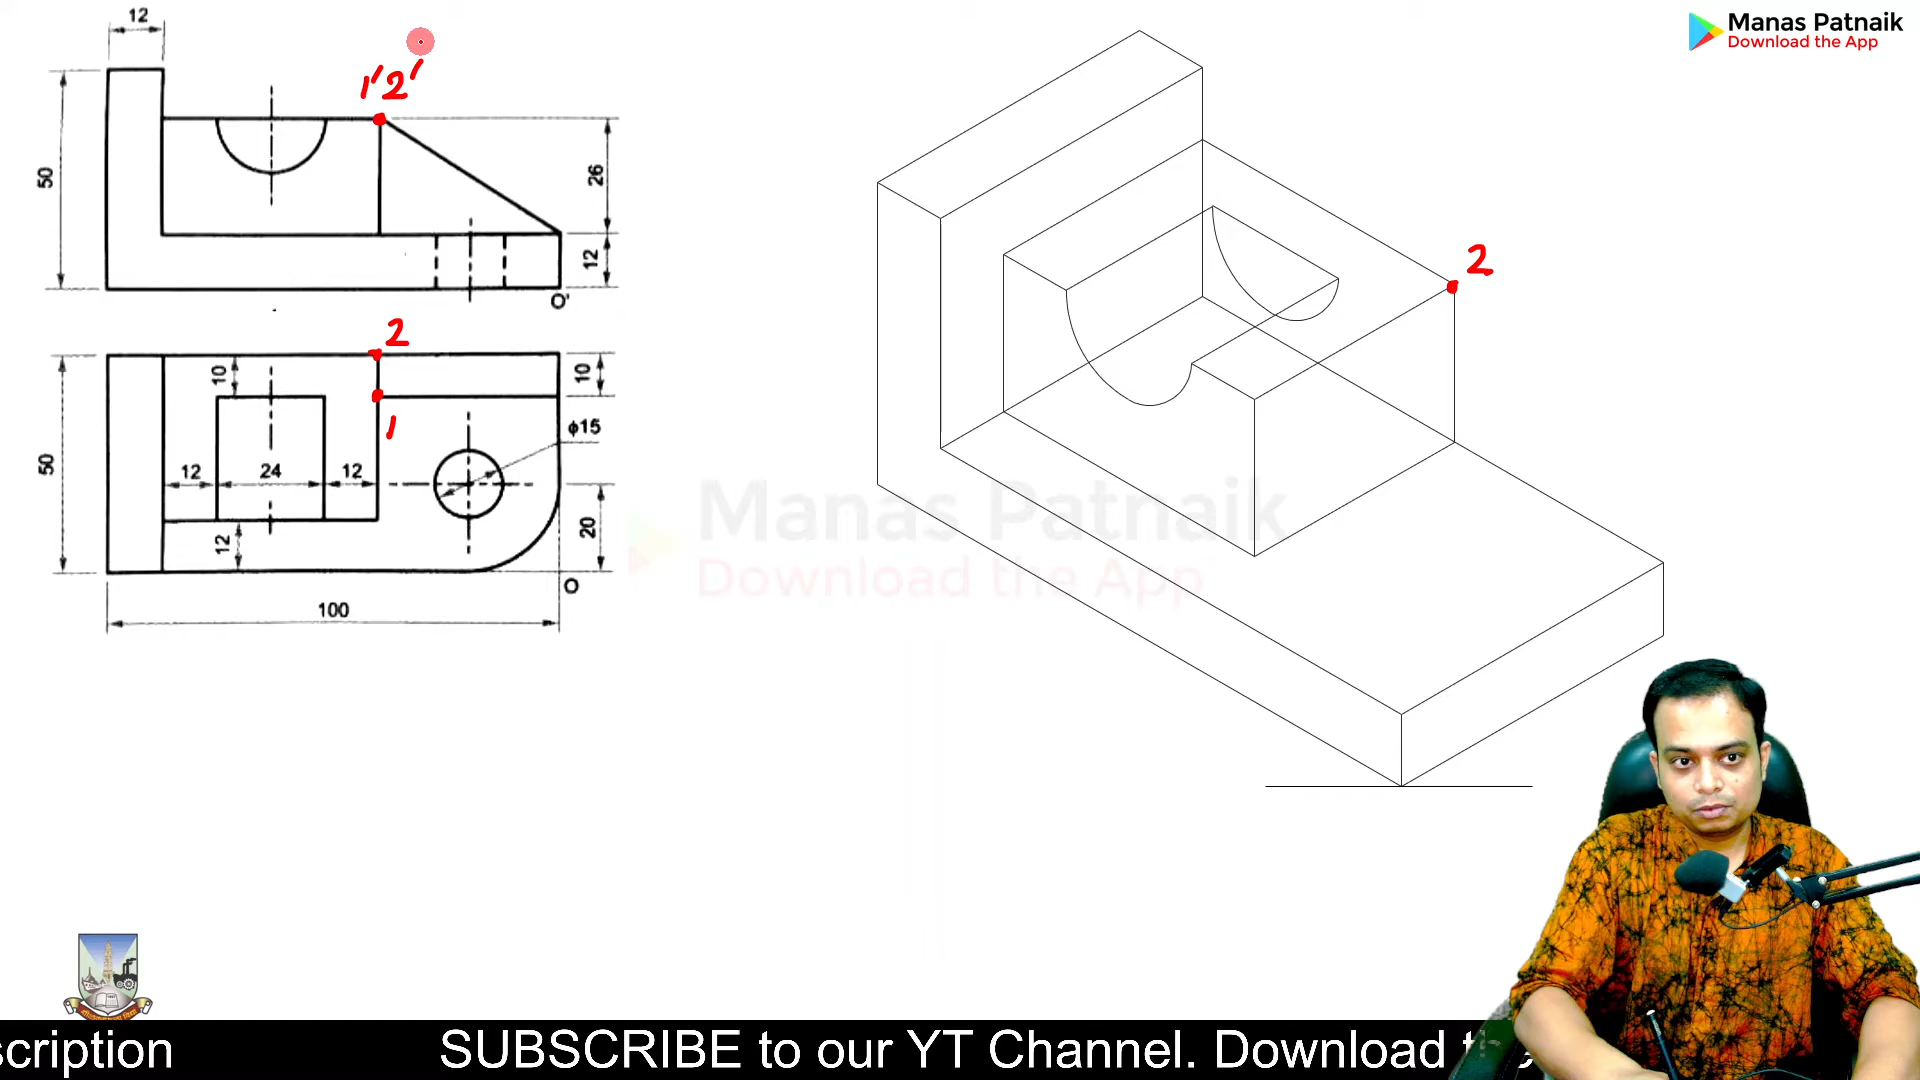 12
Manas Patnaik
Download the App
1'2'
50
26
12
O'
2
2
10
10
1
ϕ15
50
12
24
12
12
20
O
100
Manas Patnaik
Download the App
scription
SUBSCRIBE to our YT Channel. Download